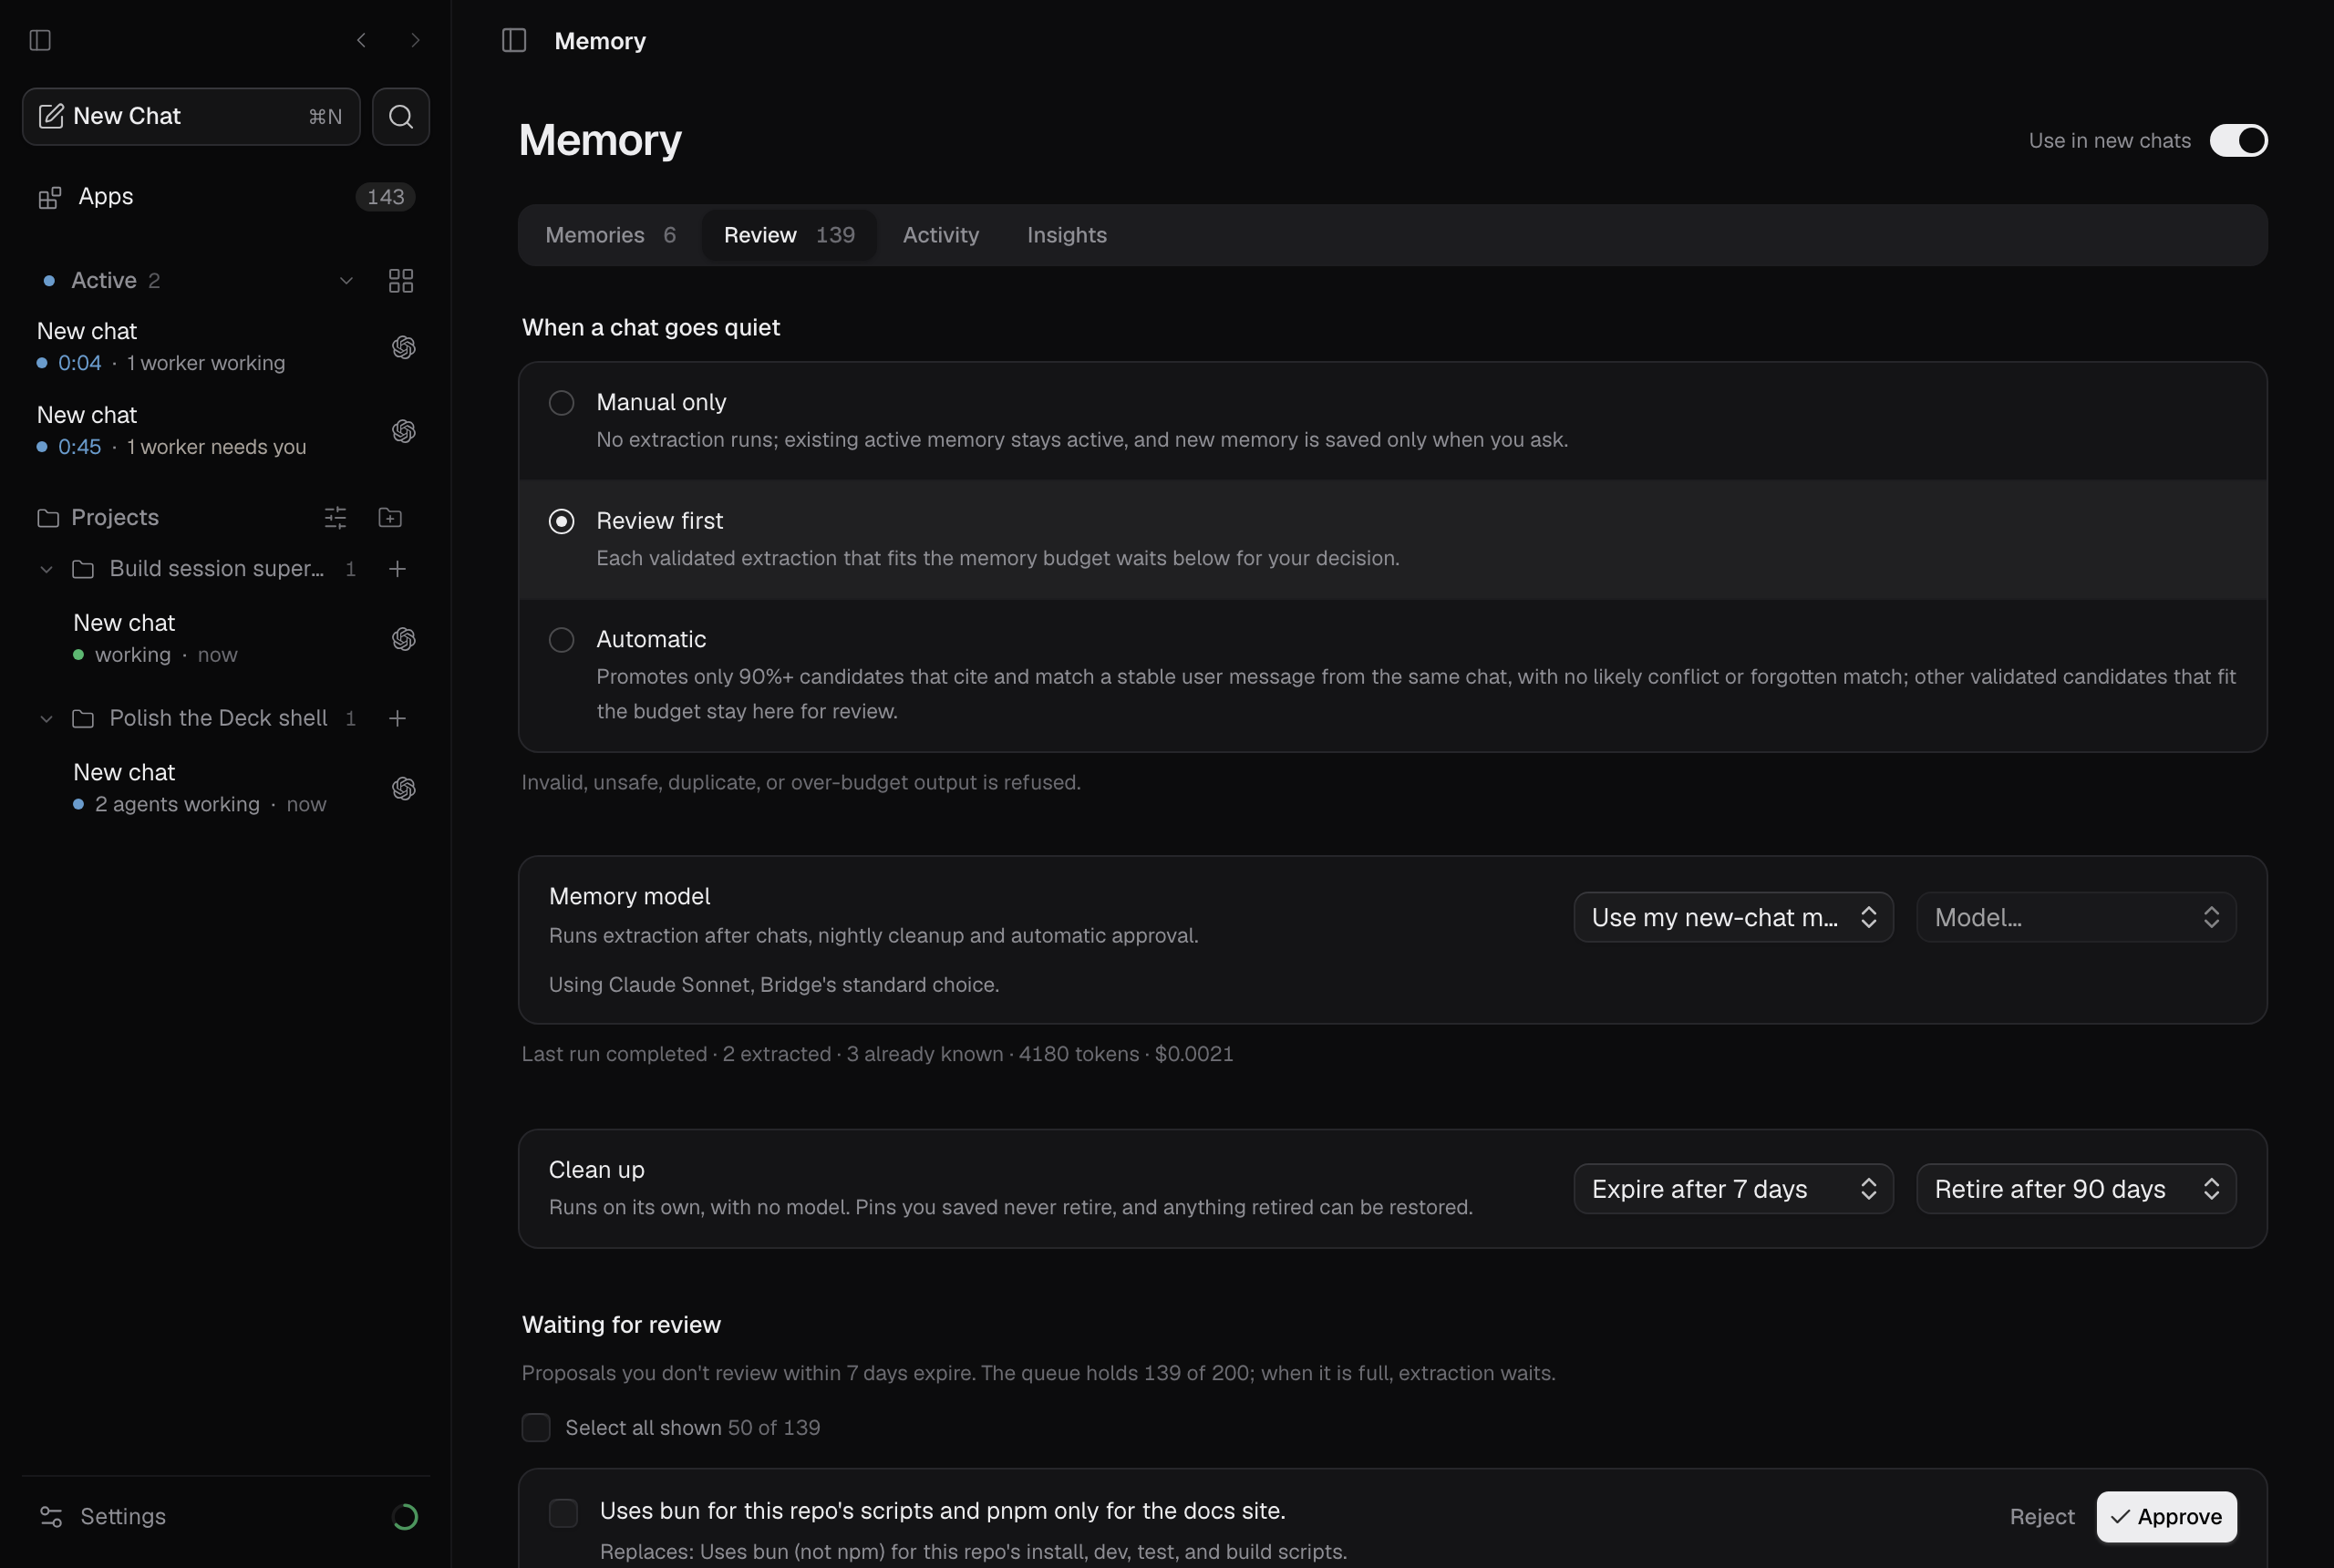 Memory
New Chat ⌘N
Apps 143
Active 2
New chat
0:04 · 1 worker working
New chat
0:45 · 1 worker needs you
Projects
Build session super... 1
New chat
working · now
Polish the Deck shell 1
New chat
2 agents working · now
Settings
Memory
Use in new chats
Memories 6 Review 139 Activity Insights
When a chat goes quiet
Manual only
No extraction runs; existing active memory stays active, and new memory is saved only when you ask.
Review first
Each validated extraction that fits the memory budget waits below for your decision.
Automatic
Promotes only 90%+ candidates that cite and match a stable user message from the same chat, with no likely conflict or forgotten match; other validated candidates that fit
the budget stay here for review.
Invalid, unsafe, duplicate, or over-budget output is refused.
Memory model
Runs extraction after chats, nightly cleanup and automatic approval.
Using Claude Sonnet, Bridge's standard choice.
Use my new-chat m... Model...
Last run completed · 2 extracted · 3 already known · 4180 tokens · $0.0021
Clean up
Runs on its own, with no model. Pins you saved never retire, and anything retired can be restored.
Expire after 7 days Retire after 90 days
Waiting for review
Proposals you don't review within 7 days expire. The queue holds 139 of 200; when it is full, extraction waits.
Select all shown 50 of 139
Uses bun for this repo's scripts and pnpm only for the docs site.
Replaces: Uses bun (not npm) for this repo's install, dev, test, and build scripts.
Reject Approve